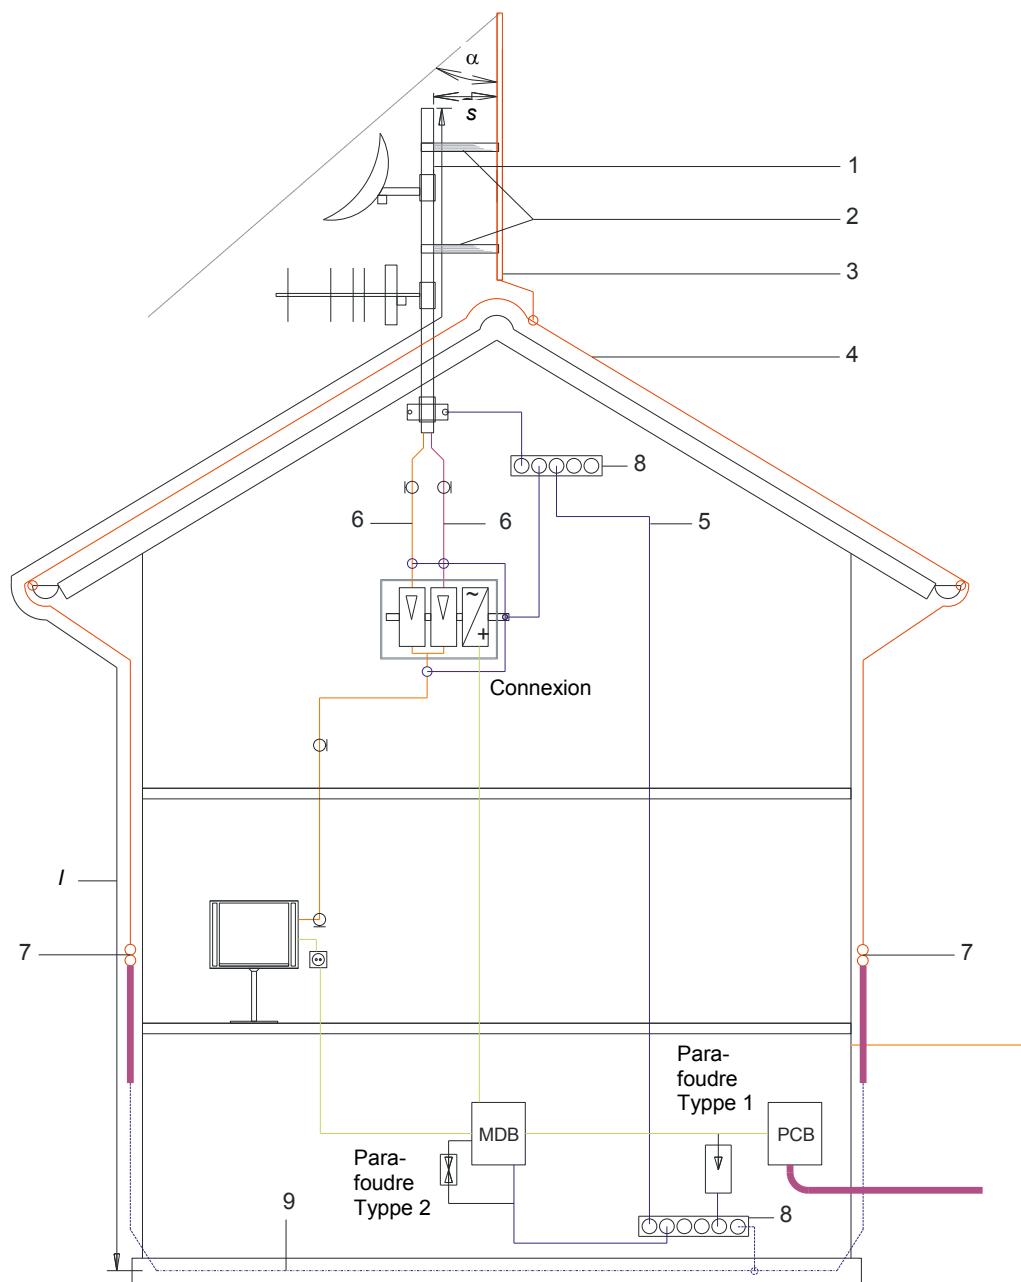 α
s
1
2
3
4
8
6
6
5
Connexion
l
7
7
Para-
foudre
Typpe 1
MDB
PCB
Para-
foudre
Typpe 2
9
8